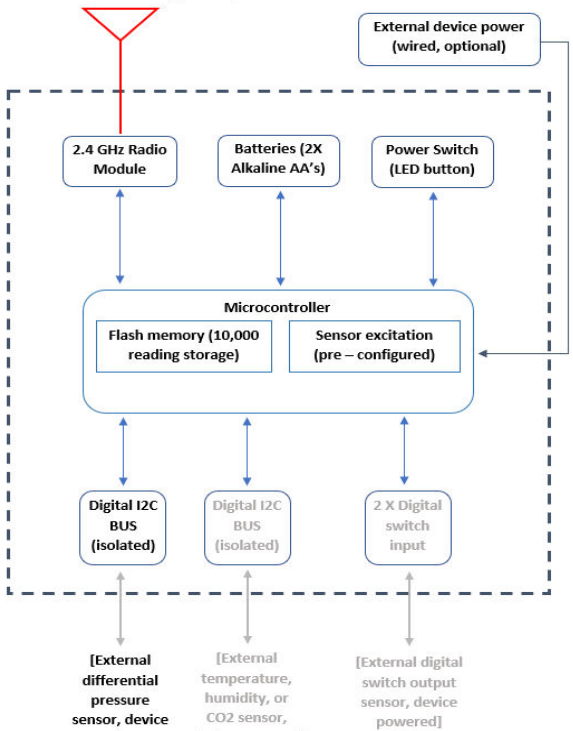 External device power
(wired, optional)
2.4 GHz Radio
Module
Batteries (2X
Alkaline AA’s)
Power Switch
(LED button)
Microcontroller
Flash memory (10,000
reading storage)
Sensor excitation
(pre – configured)
Digital I2C
BUS
(isolated)
Digital I2C
BUS
(isolated)
2 X Digital
switch
input
[External
differential
pressure
sensor, device
[External
temperature,
humidity, or
CO2 sensor,
[External digital
switch output
sensor, device
powered]